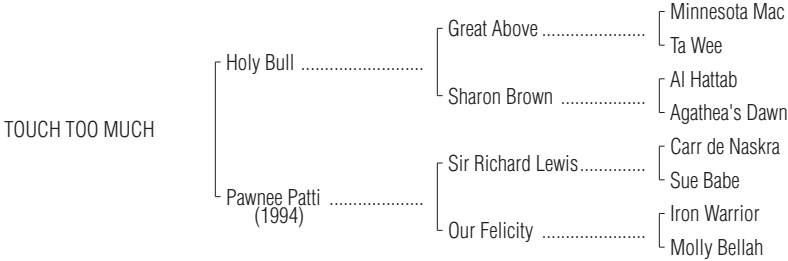 Minnesota Mac
Great Above ......................
Ta Wee
Holy Bull ..........................
Al Hattab
Sharon Brown ..................
Agathea's Dawn
TOUCH TOO MUCH
Carr de Naskra
Sir Richard Lewis..............
Sue Babe
Pawnee Patti ....................
(1994)
Iron Warrior
Our Felicity ......................
Molly Bellah